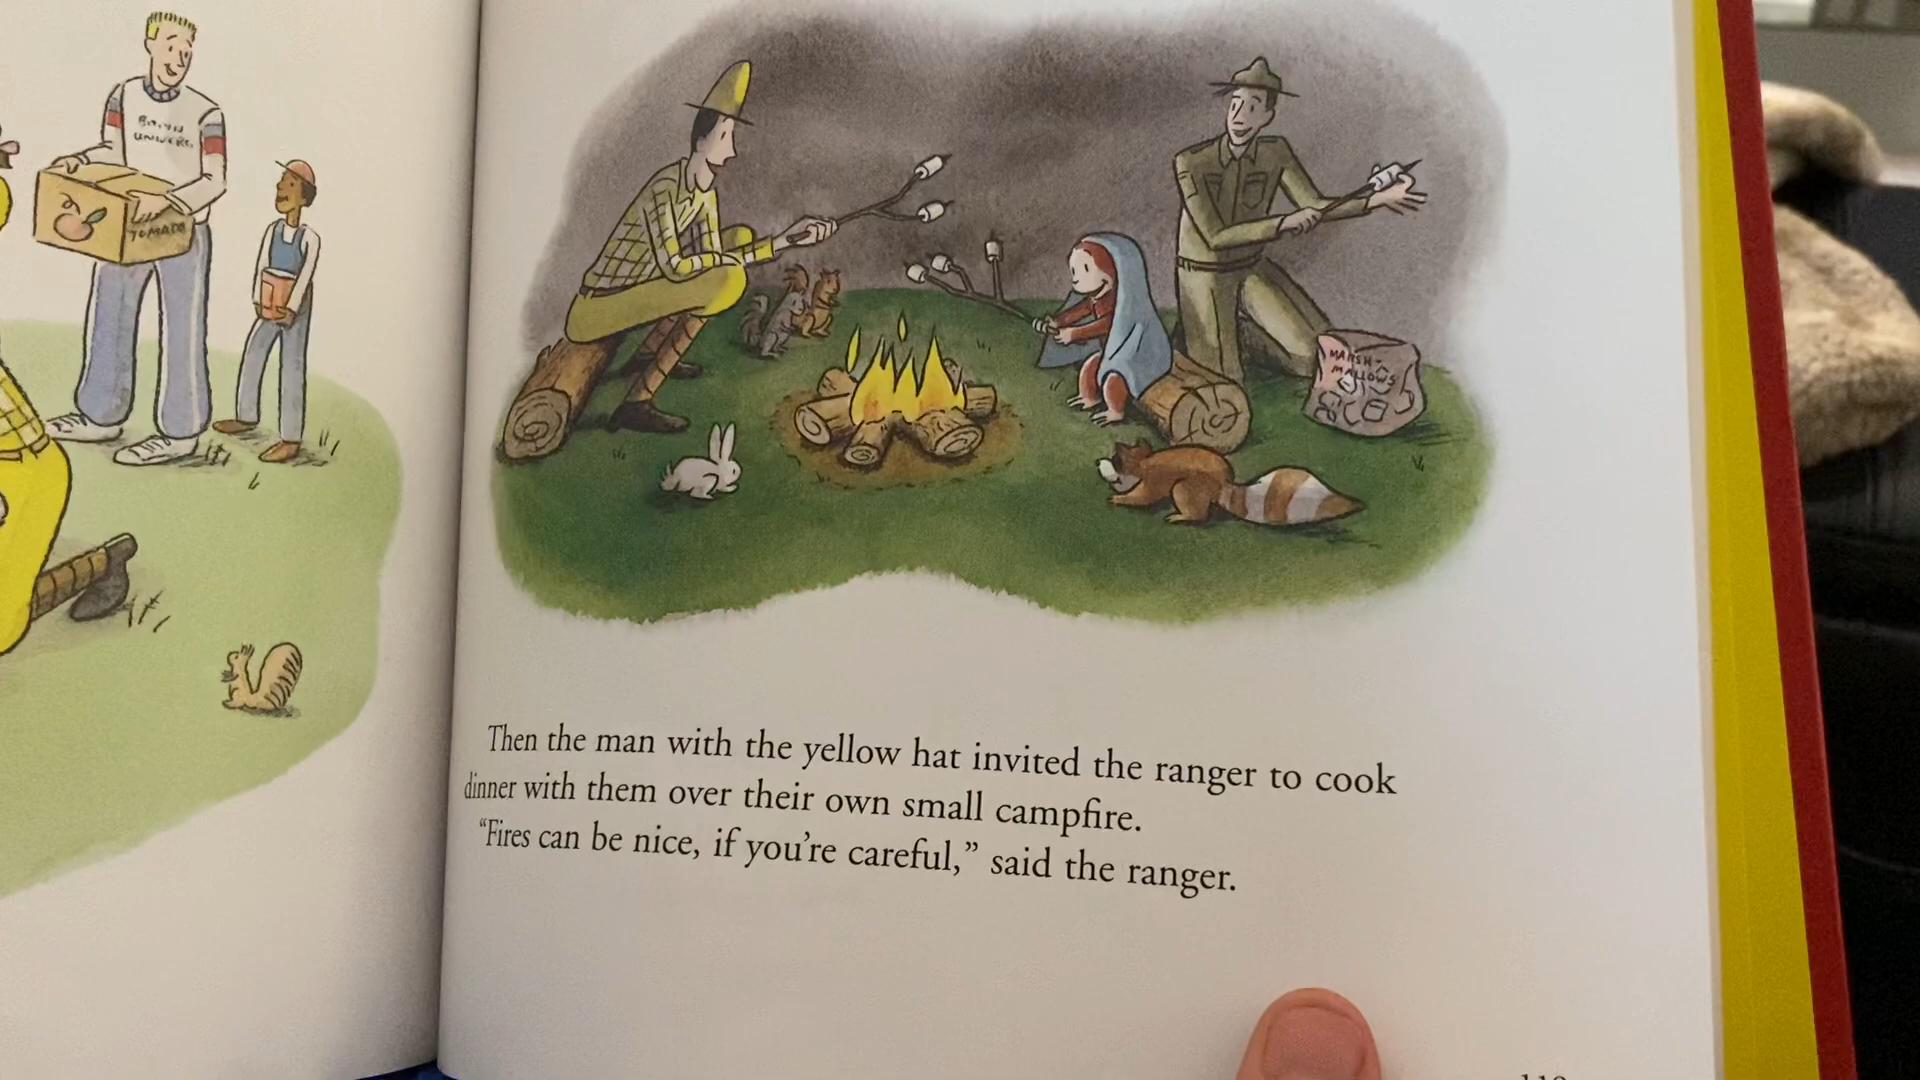 TOMATO
MARSH-
MALLOWS
Then the man with the yellow hat invited the ranger to cook
dinner with them over their own small campfire.
“Fires can be nice, if you’re careful,” said the ranger.